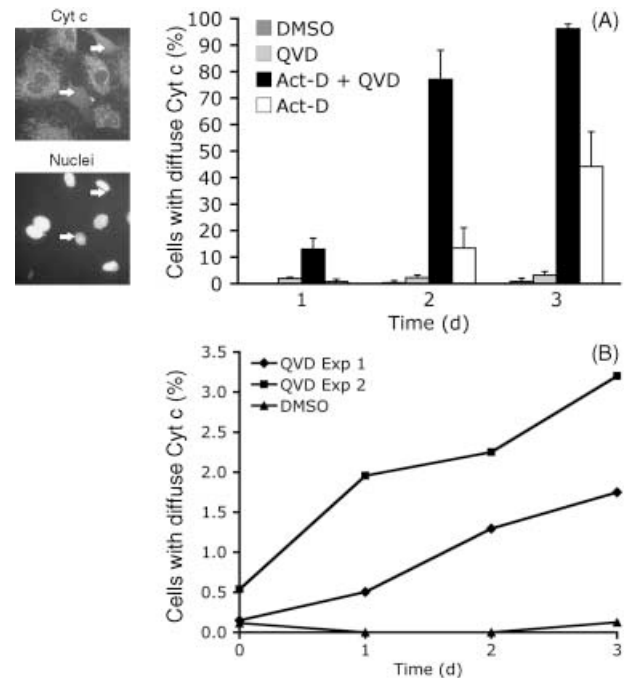 Cyt c
Nuclei
(A)
DMSO
QVD
Act-D + QVD
Act-D
Cells with diffuse Cyt c (%)
100
90
80
70
60
50
40
30
20
10
0
1
2
3
Time (d)
(B)
QVD Exp 1
QVD Exp 2
DMSO
Cells with diffuse Cyt c (%)
3.5
3.0
2.5
2.0
1.5
1.0
0.5
0.0
0
1
2
3
Time (d)